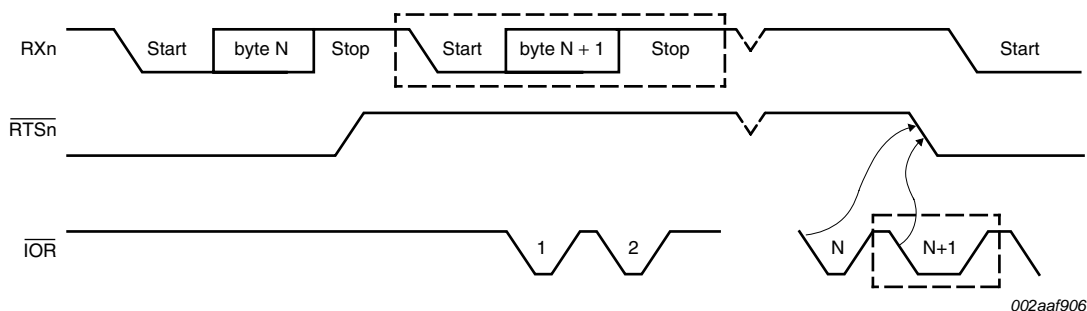 RXn Start byte N Stop Start byte N + 1 Stop Start
RTSn
IOR 1 2 N N+1
002aaf906